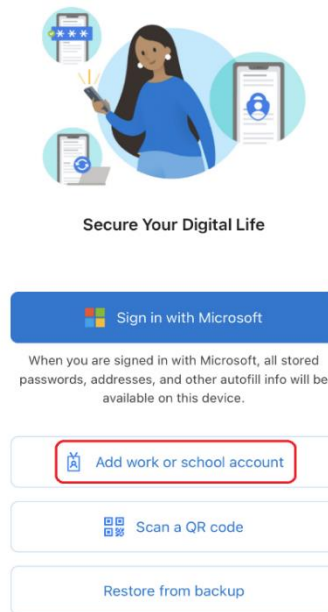 ***
Secure Your Digital Life
Sign in with Microsoft
When you are signed in with Microsoft, all stored
passwords, addresses, and other autofill info will be
available on this device.
Add work or school account
Scan a QR code
Restore from backup